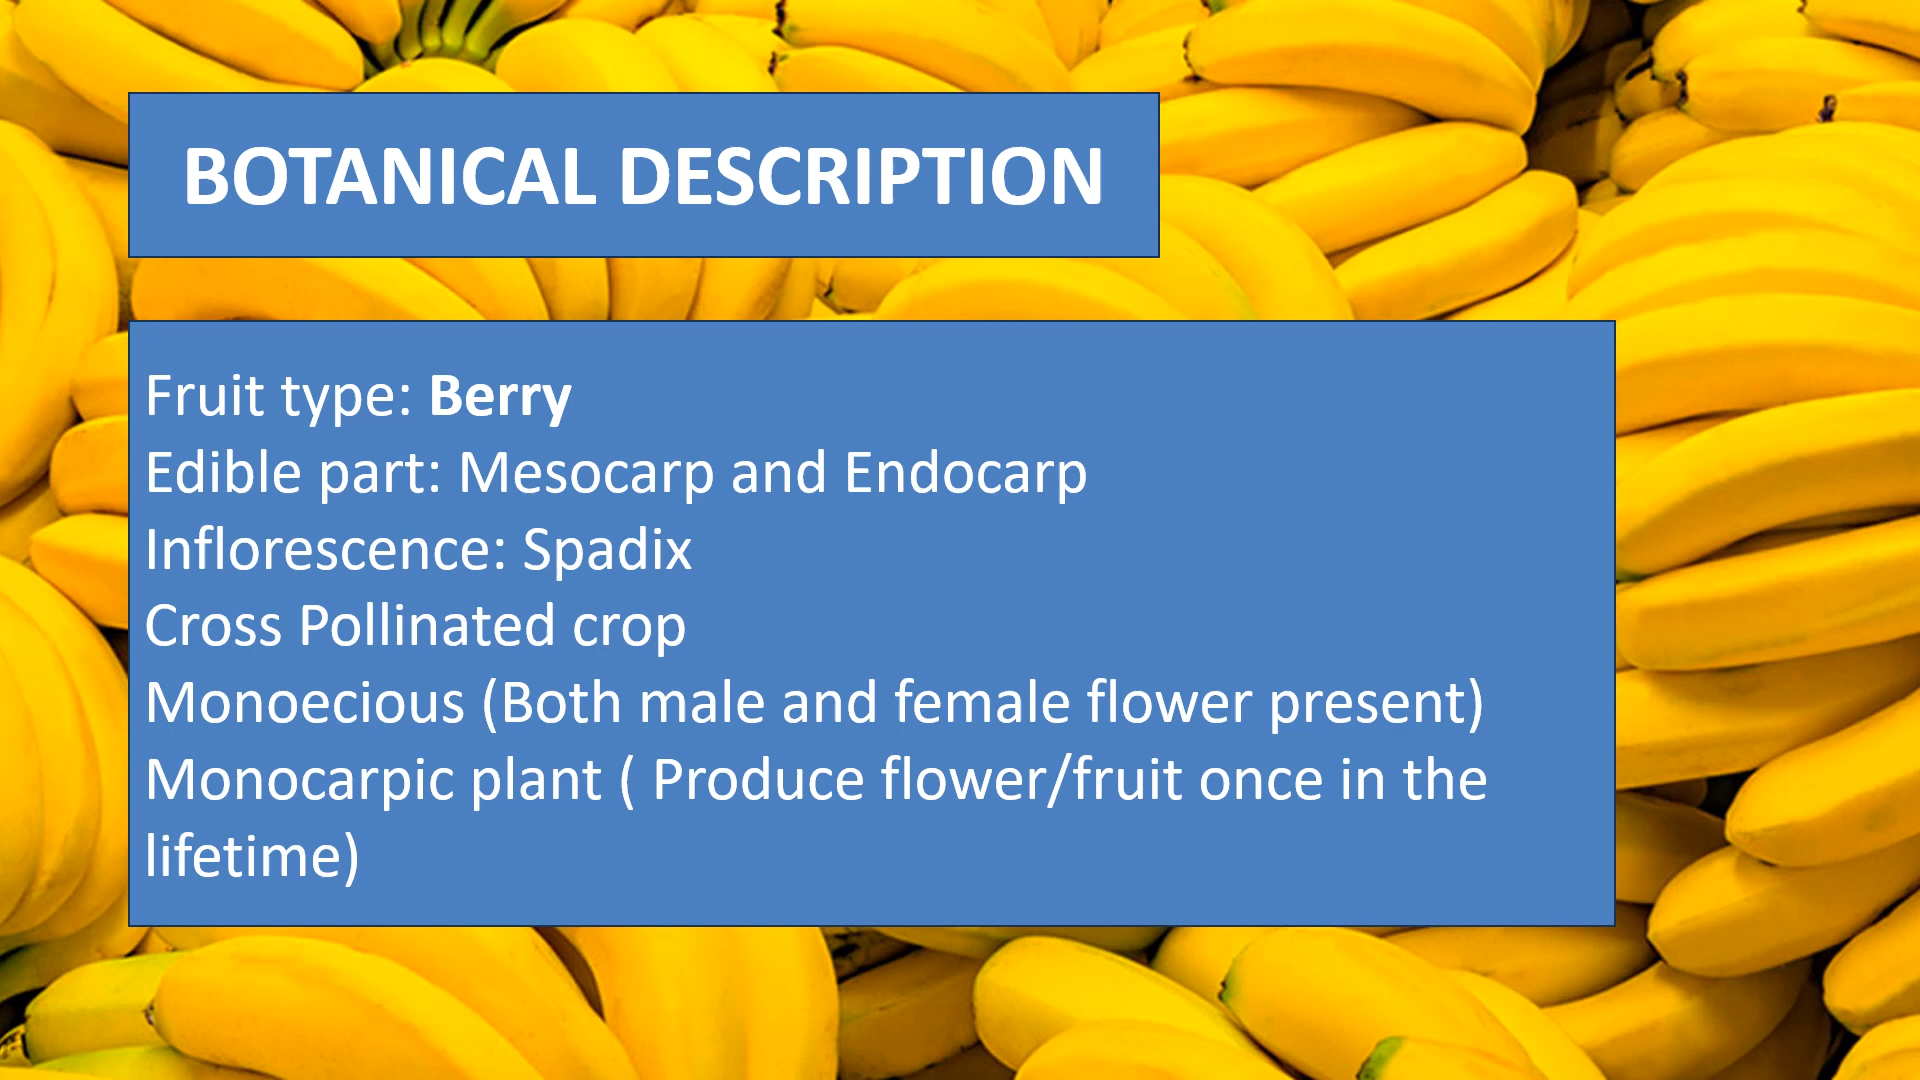 BOTANICAL DESCRIPTION
Fruit type: Berry
Edible part: Mesocarp and Endocarp
Inflorescence: Spadix
Cross Pollinated crop
Monoecious (Both male and female flower present)
Monocarpic plant ( Produce flower/fruit once in the
lifetime)